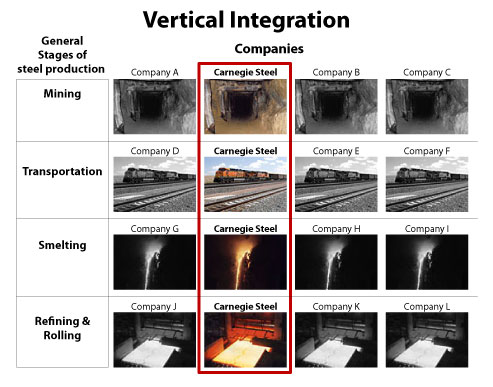 Vertical Integration
General
Stages of
steel production
Companies
Company A
Carnegie Steel
Company B
Company C
Mining
Company D
Carnegie Steel
Company E
Company F
Transportation
Company G
Carnegie Steel
Company H
Company I
Smelting
Company J
Carnegie Steel
Company K
Company L
Refining &
Rolling